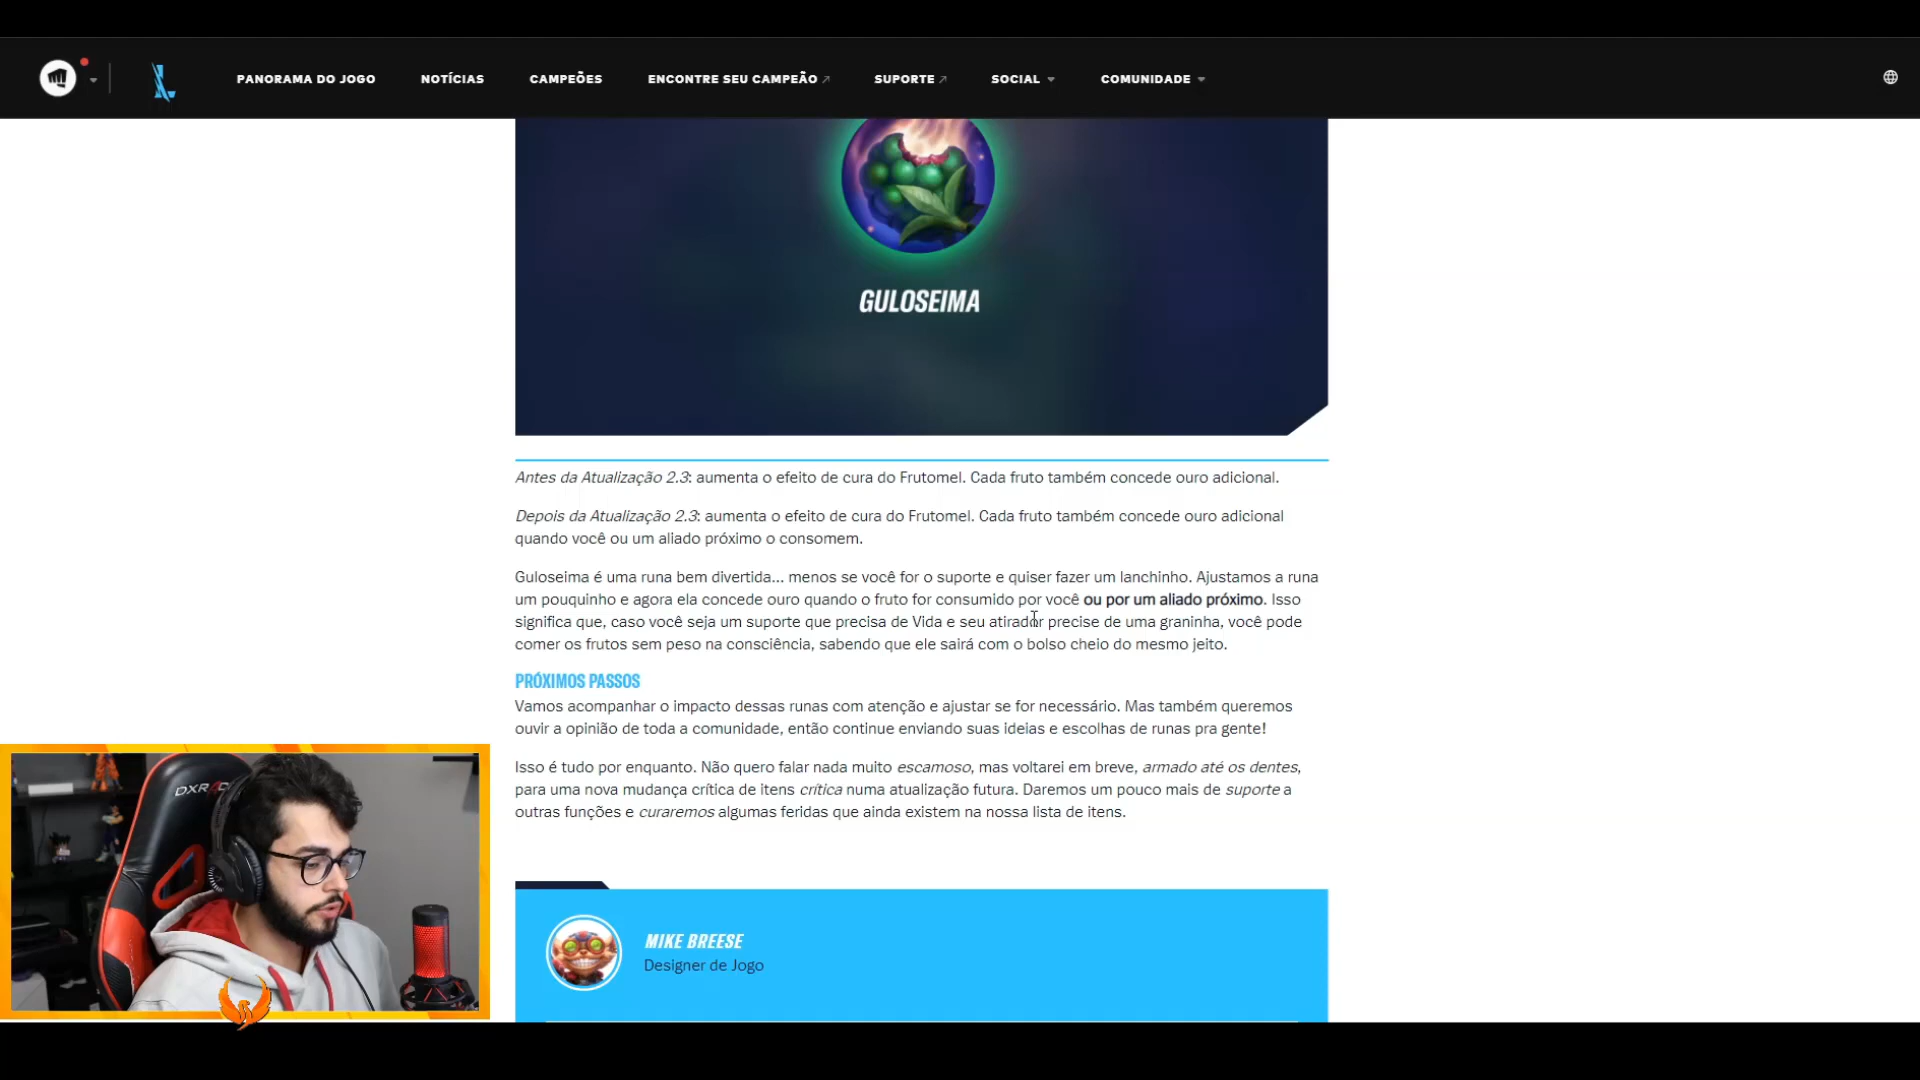 PANORAMA DO JOGO NOTÍCIAS CAMPEÕES ENCONTRE SEU CAMPEÃO SUPORTE SOCIAL COMUNIDADE
GULOSEIMA
Antes da Atualização 2.3: aumenta o efeito de cura do Frutomel. Cada fruto também concede ouro adicional.
Depois da Atualização 2.3: aumenta o efeito de cura do Frutomel. Cada fruto também concede ouro adicional
quando você ou um aliado próximo o consomem.
Guloseima é uma runa bem divertida... menos se você for o suporte e quiser fazer um lanchinho. Ajustamos a runa
um pouquinho e agora ela concede ouro quando o fruto for consumido por você ou por um aliado próximo. Isso
significa que, caso você seja um suporte que precisa de Vida e seu atirador precise de uma graninha, você pode
comer os frutos sem peso na consciência, sabendo que ele sairá com o bolso cheio do mesmo jeito.
PRÓXIMOS PASSOS
Vamos acompanhar o impacto dessas runas com atenção e ajustar se for necessário. Mas também queremos
ouvir a opinião de toda a comunidade, então continue enviando suas ideias e escolhas de runas pra gente!
Isso é tudo por enquanto. Não quero falar nada muito escamoso, mas voltarei em breve, armado até os dentes,
para uma nova mudança crítica de itens crítica numa atualização futura. Daremos um pouco mais de suporte a
outras funções e curaremos algumas feridas que ainda existem na nossa lista de itens.
MIKE BREESE
Designer de Jogo